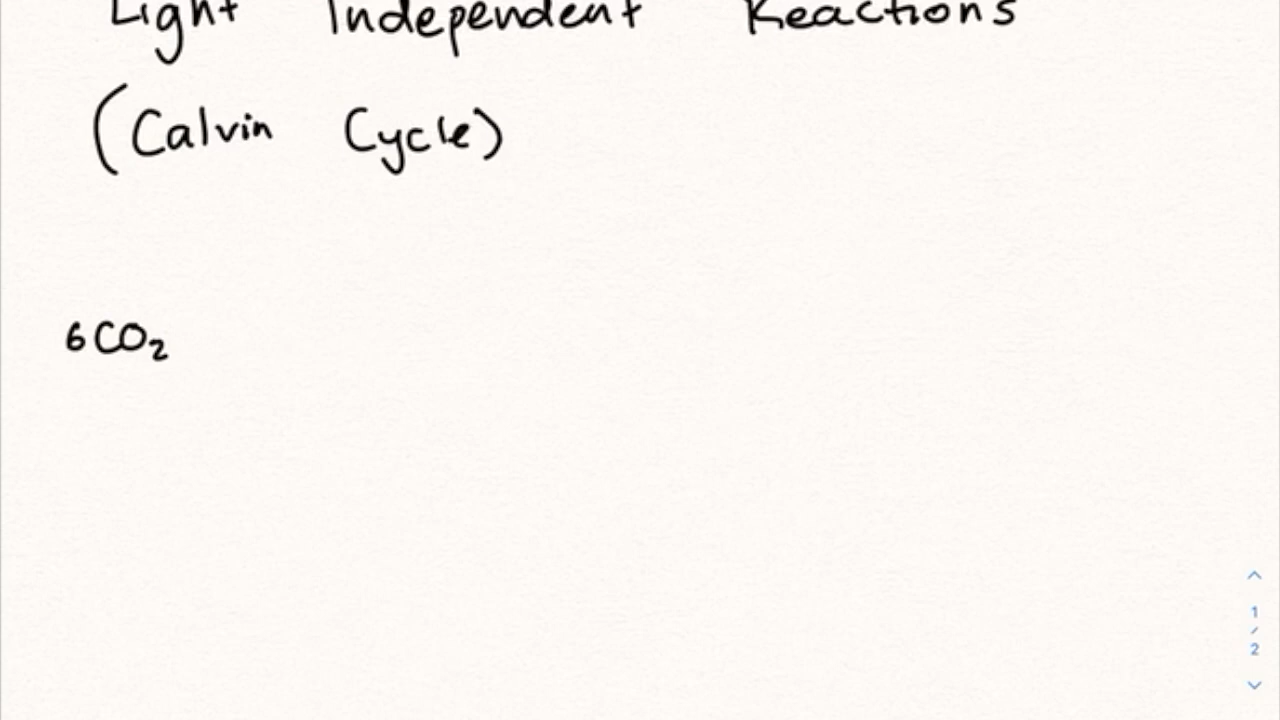 Light Independent Reactions
(Calvin Cycle)
6CO₂
1
/
2